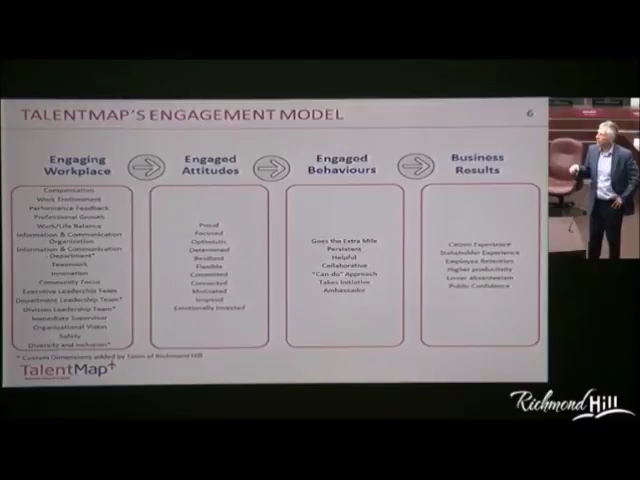 TALENTMAP'S ENGAGEMENT MODEL
6
Engaging
Workplace
Engaged
Attitudes
Engaged
Behaviours
Business
Results
Compensation
Work Environment
Performance Feedback
Professional Growth
Work/Life Balance
Information & Communication
Organization
Information & Communication
- Department*
Teamwork
Innovation
Community Focus
Executive Leadership Team
Department Leadership Team*
Division Leadership Team*
Immediate Supervisor
Organizational Vision
Safety
Diversity and Inclusion*
Proud
Focused
Optimistic
Determined
Resilient
Flexible
Committed
Connected
Motivated
Inspired
Emotionally Invested
Goes the Extra Mile
Persistent
Helpful
Collaborative
"Can do" Approach
Takes Initiative
Ambassador
Citizen Experience
Stakeholder Experience
Employee Retention
Higher productivity
Lower absenteeism
Public Confidence
* Custom Dimensions added by Town of Richmond Hill
TalentMap
Richmond Hill